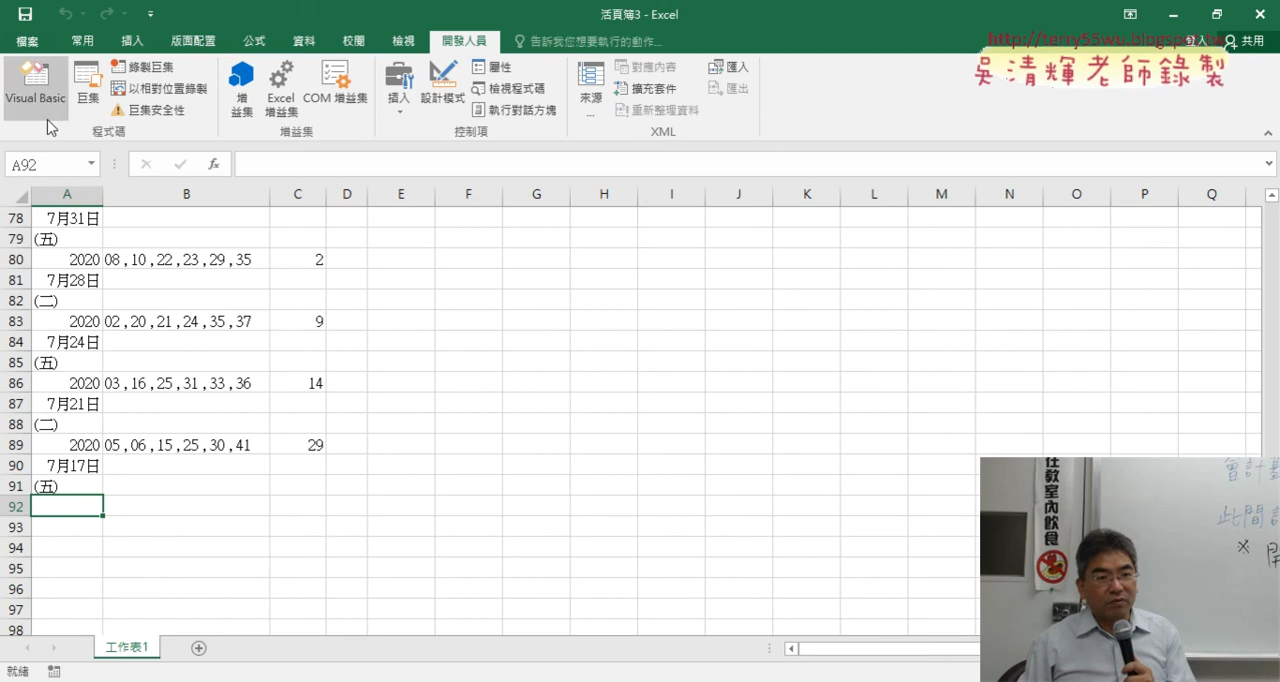 活頁簿3 - Excel
檔案 常用 插入 版面配置 公式 資料 校閱 檢視 開發人員 告訴我您想要執行的動作... 登入 共用
http://terry55wu.blogspot.tw
吳清輝老師錄製
Visual Basic 巨集 錄製巨集 以相對位置錄製 巨集安全性 程式碼
增益集 Excel 增益集 COM 增益集 增益集
插入 設計模式 屬性 檢視程式碼 執行對話方塊 控制項
來源... 對應內容 擴充套件 重新整理資料 匯入 匯出 XML
A92 fx
A B C D E F G H I J K L M N O P Q
78 7月31日
79 (五)
80 2020 08,10,22,23,29,35 2
81 7月28日
82 (二)
83 2020 02,20,21,24,35,37 9
84 7月24日
85 (五)
86 2020 03,16,25,31,33,36 14
87 7月21日
88 (二)
89 2020 05,06,15,25,30,41 29
90 7月17日
91 (五)
92
93
94
95
96
97
98
工作表1
就緒
任教室內飲食
會計
此間
※ 開